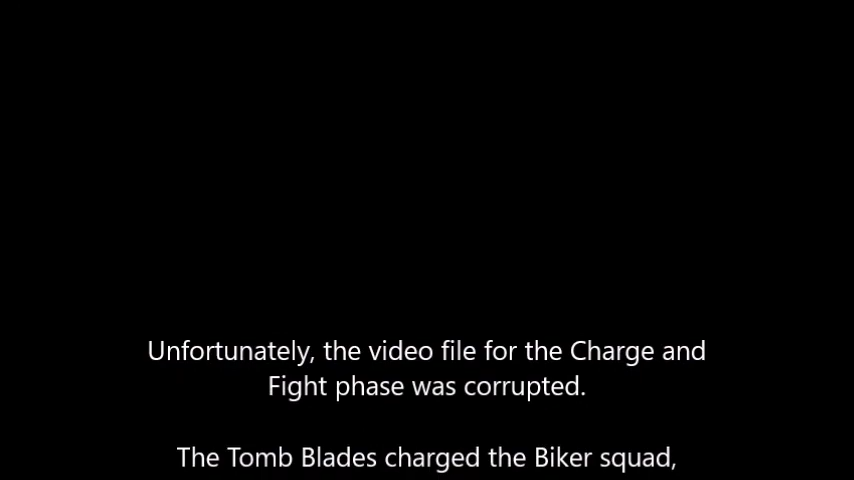 Unfortunately, the video file for the Charge and
Fight phase was corrupted.
The Tomb Blades charged the Biker squad,